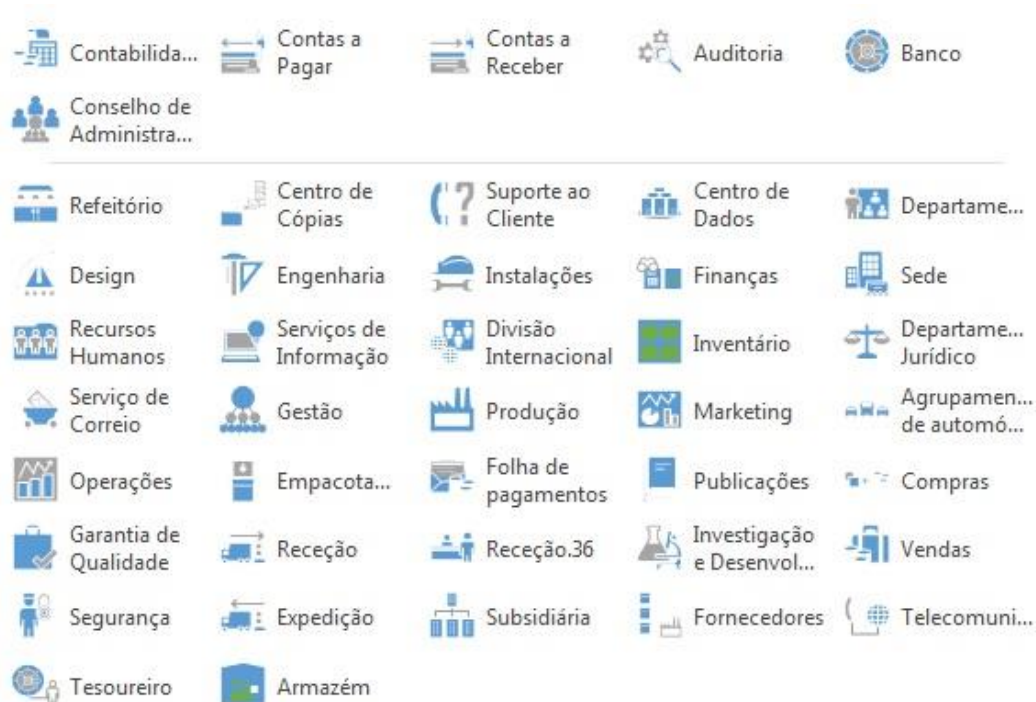 Contabilida...
Contas a
Pagar
Contas a
Receber
Auditoria
Banco
Conselho de
Administra...
Refeitório
Centro de
Cópias
Suporte ao
Cliente
Centro de
Dados
Departame...
Design
Engenharia
Instalações
Finanças
Sede
Recursos
Humanos
Serviços de
Informação
Divisão
Internacional
Inventário
Departame...
Jurídico
Serviço de
Correio
Gestão
Produção
Marketing
Agrupamen...
de automó...
Operações
Empacota...
Folha de
pagamentos
Publicações
Compras
Garantia de
Qualidade
Receção
Receção.36
Investigação
e Desenvol...
Vendas
Segurança
Expedição
Subsidiária
Fornecedores
Telecomuni...
Tesoureiro
Armazém